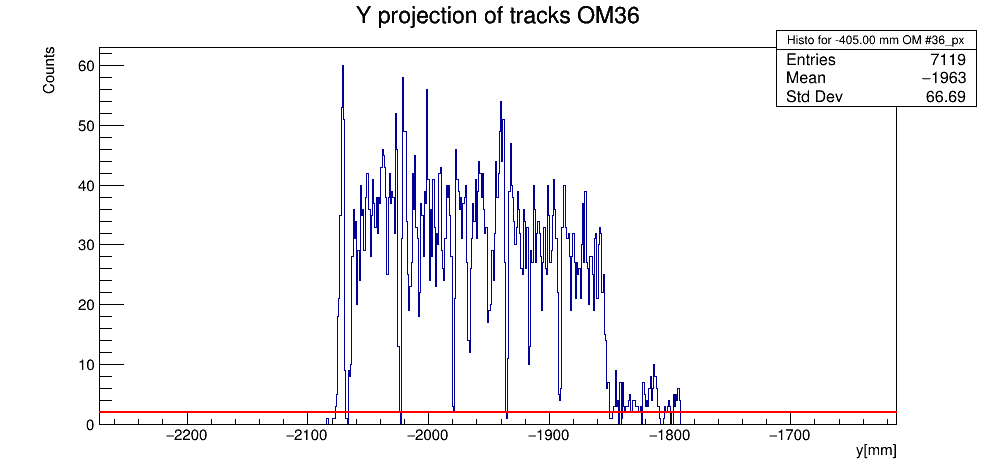 Y projection of tracks OM36
Histo for -405.00 mm OM #36_px
Entries 7119
Mean −1963
Std Dev 66.69
Counts
60
50
40
30
20
10
0
−2200 −2100 −2000 −1900 −1800 −1700
y[mm]